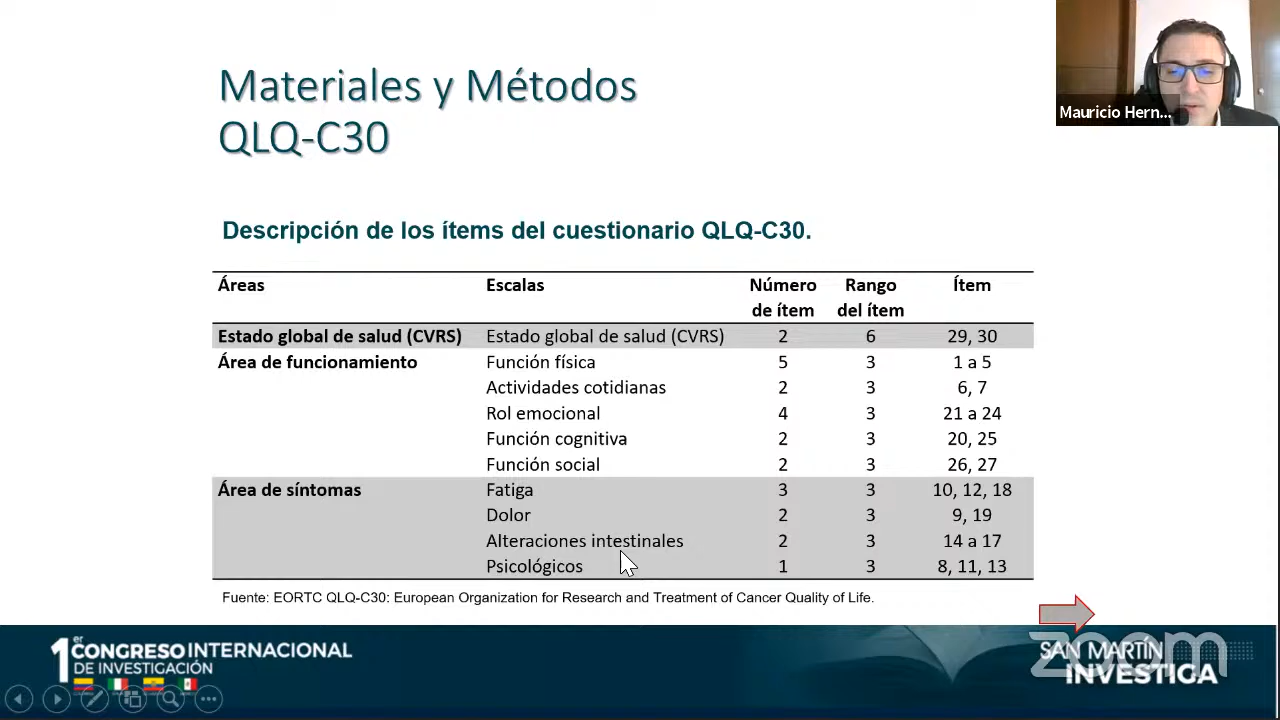 Materiales y Métodos
QLQ-C30
Mauricio Hern...
Descripción de los ítems del cuestionario QLQ-C30.
Áreas Escalas Número de ítem Rango del ítem Ítem
Estado global de salud (CVRS) Estado global de salud (CVRS) 2 6 29, 30
Área de funcionamiento Función física 5 3 1 a 5
Actividades cotidianas 2 3 6, 7
Rol emocional 4 3 21 a 24
Función cognitiva 2 3 20, 25
Función social 2 3 26, 27
Área de síntomas Fatiga 3 3 10, 12, 18
Dolor 2 3 9, 19
Alteraciones intestinales 2 3 14 a 17
Psicológicos 1 3 8, 11, 13
Fuente: EORTC QLQ-C30: European Organization for Research and Treatment of Cancer Quality of Life.
1er CONGRESO INTERNACIONAL
DE INVESTIGACIÓN
zoom
SAN MARTÍN
INVESTIGA